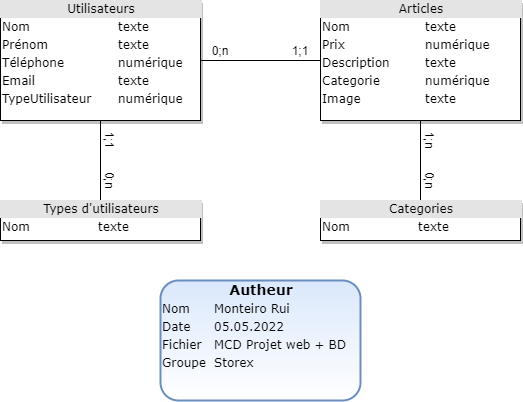 Utilisateurs
Nom texte
Prénom texte
Téléphone numérique
Email texte
TypeUtilisateur numérique
0;n 1;1
Articles
Nom texte
Prix numérique
Description texte
Categorie numérique
Image texte
1;1
0;n
1;n
0;n
Types d'utilisateurs
Nom texte
Categories
Nom texte
Autheur
Nom Monteiro Rui
Date 05.05.2022
Fichier MCD Projet web + BD
Groupe Storex